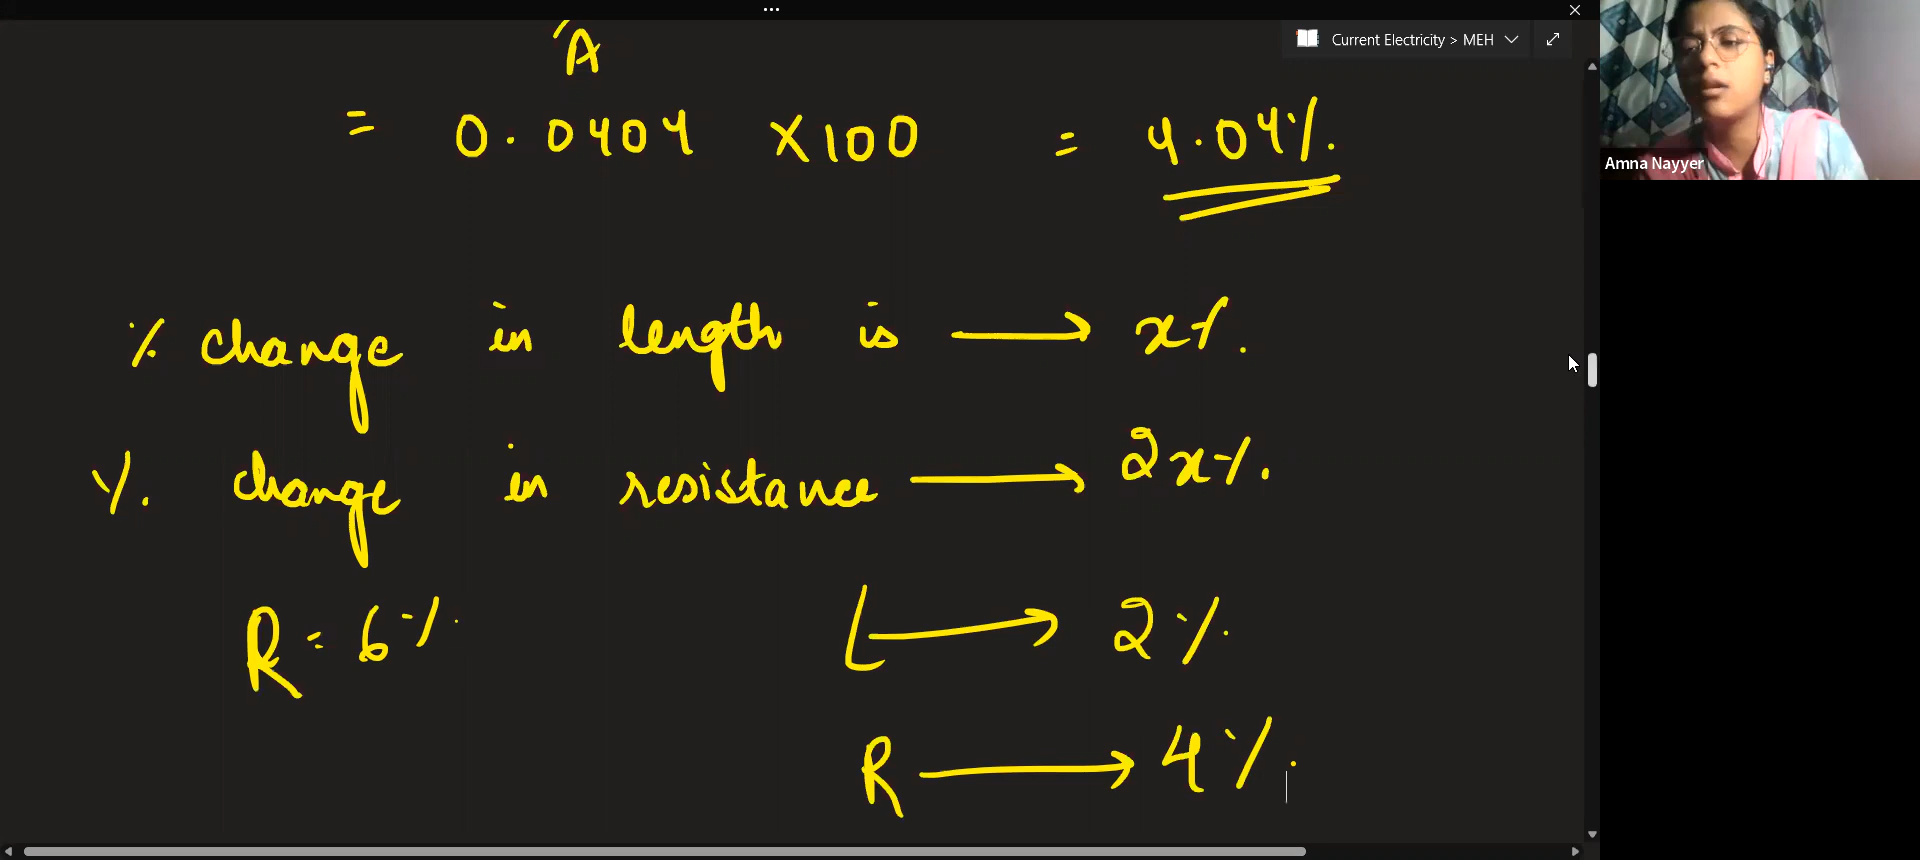 A
Current Electricity > MEH
= 0.0404 X100 = 4.04%.
Amna Nayyer
% change in length is → x%.
%. change in resistance → 2x%.
R = 6%. L → 2%.
R → 4%.